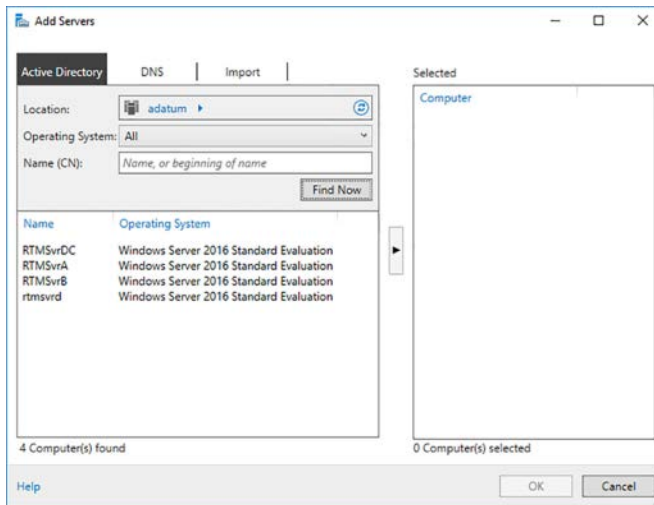 Add Servers
Active Directory DNS Import
Location: adatum
Operating System: All
Name (CN): Name, or beginning of name
Find Now
Name Operating System
RTMSvrDC Windows Server 2016 Standard Evaluation
RTMSvrA Windows Server 2016 Standard Evaluation
RTMSvrB Windows Server 2016 Standard Evaluation
rtmsvrd Windows Server 2016 Standard Evaluation
4 Computer(s) found
Selected
Computer
0 Computer(s) selected
Help OK Cancel